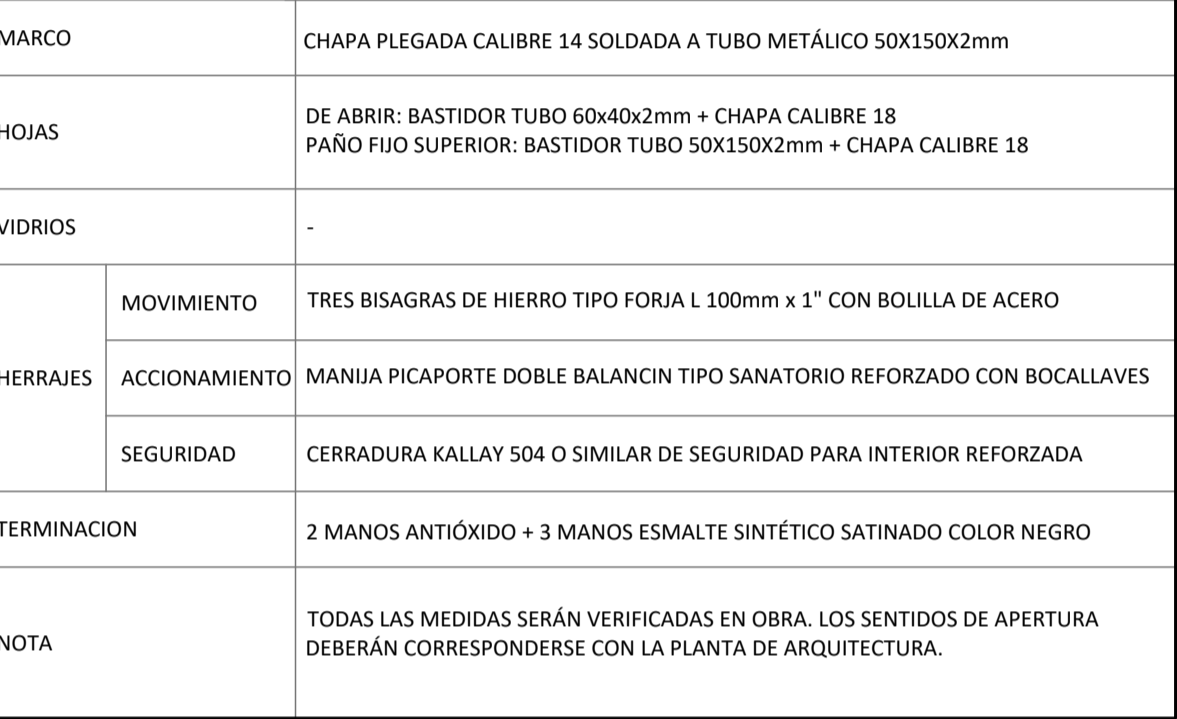 MARCO
CHAPA PLEGADA CALIBRE 14 SOLDADA A TUBO METÁLICO 50X150X2mm
HOJAS
DE ABRIR: BASTIDOR TUBO 60x40x2mm + CHAPA CALIBRE 18
PAÑO FIJO SUPERIOR: BASTIDOR TUBO 50X150X2mm + CHAPA CALIBRE 18
VIDRIOS
-
HERRAJES
MOVIMIENTO
TRES BISAGRAS DE HIERRO TIPO FORJA L 100mm x 1" CON BOLILLA DE ACERO
ACCIONAMIENTO
MANIJA PICAPORTE DOBLE BALANCIN TIPO SANATORIO REFORZADO CON BOCALLAVES
SEGURIDAD
CERRADURA KALLAY 504 O SIMILAR DE SEGURIDAD PARA INTERIOR REFORZADA
TERMINACION
2 MANOS ANTIÓXIDO + 3 MANOS ESMALTE SINTÉTICO SATINADO COLOR NEGRO
NOTA
TODAS LAS MEDIDAS SERÁN VERIFICADAS EN OBRA. LOS SENTIDOS DE APERTURA
DEBERÁN CORRESPONDERSE CON LA PLANTA DE ARQUITECTURA.